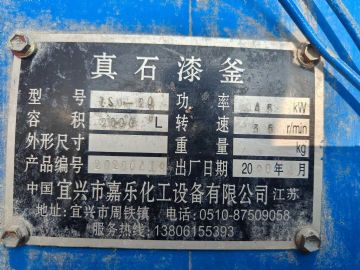 真石漆釜
型号 功率 kW
容积 2000 L 转速 r/min
外形尺寸 重量 kg
产品编号 出厂日期 20 年 月
中国 宜兴市嘉乐化工设备有限公司 江苏
地址:宜兴市周铁镇 电话:0510-87509058
服务热线:13806155393